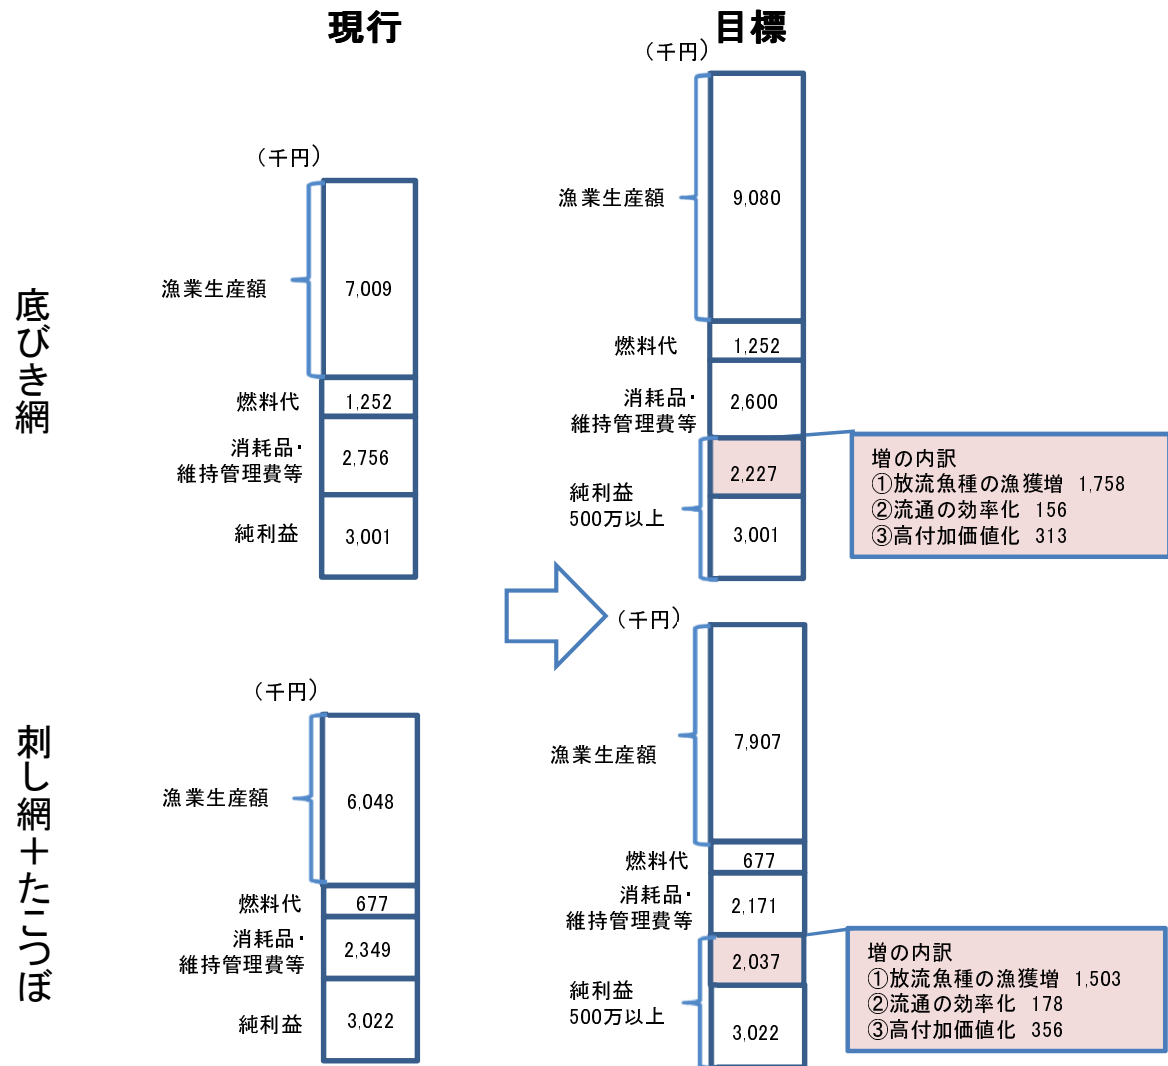 現行
目標
底びき網
（千円）
漁業生産額
7,009
燃料代
1,252
消耗品・
維持管理費等
2,756
純利益
3,001
（千円）
漁業生産額
9,080
燃料代
1,252
消耗品・
維持管理費等
2,600
純利益
500万以上
2,227
3,001
増の内訳
①放流魚種の漁獲増 1,758
②流通の効率化 156
③高付加価値化 313
刺し網＋たこつぼ
（千円）
漁業生産額
6,048
燃料代
677
消耗品・
維持管理費等
2,349
純利益
3,022
（千円）
漁業生産額
7,907
燃料代
677
消耗品・
維持管理費等
2,171
純利益
500万以上
2,037
3,022
増の内訳
①放流魚種の漁獲増 1,503
②流通の効率化 178
③高付加価値化 356